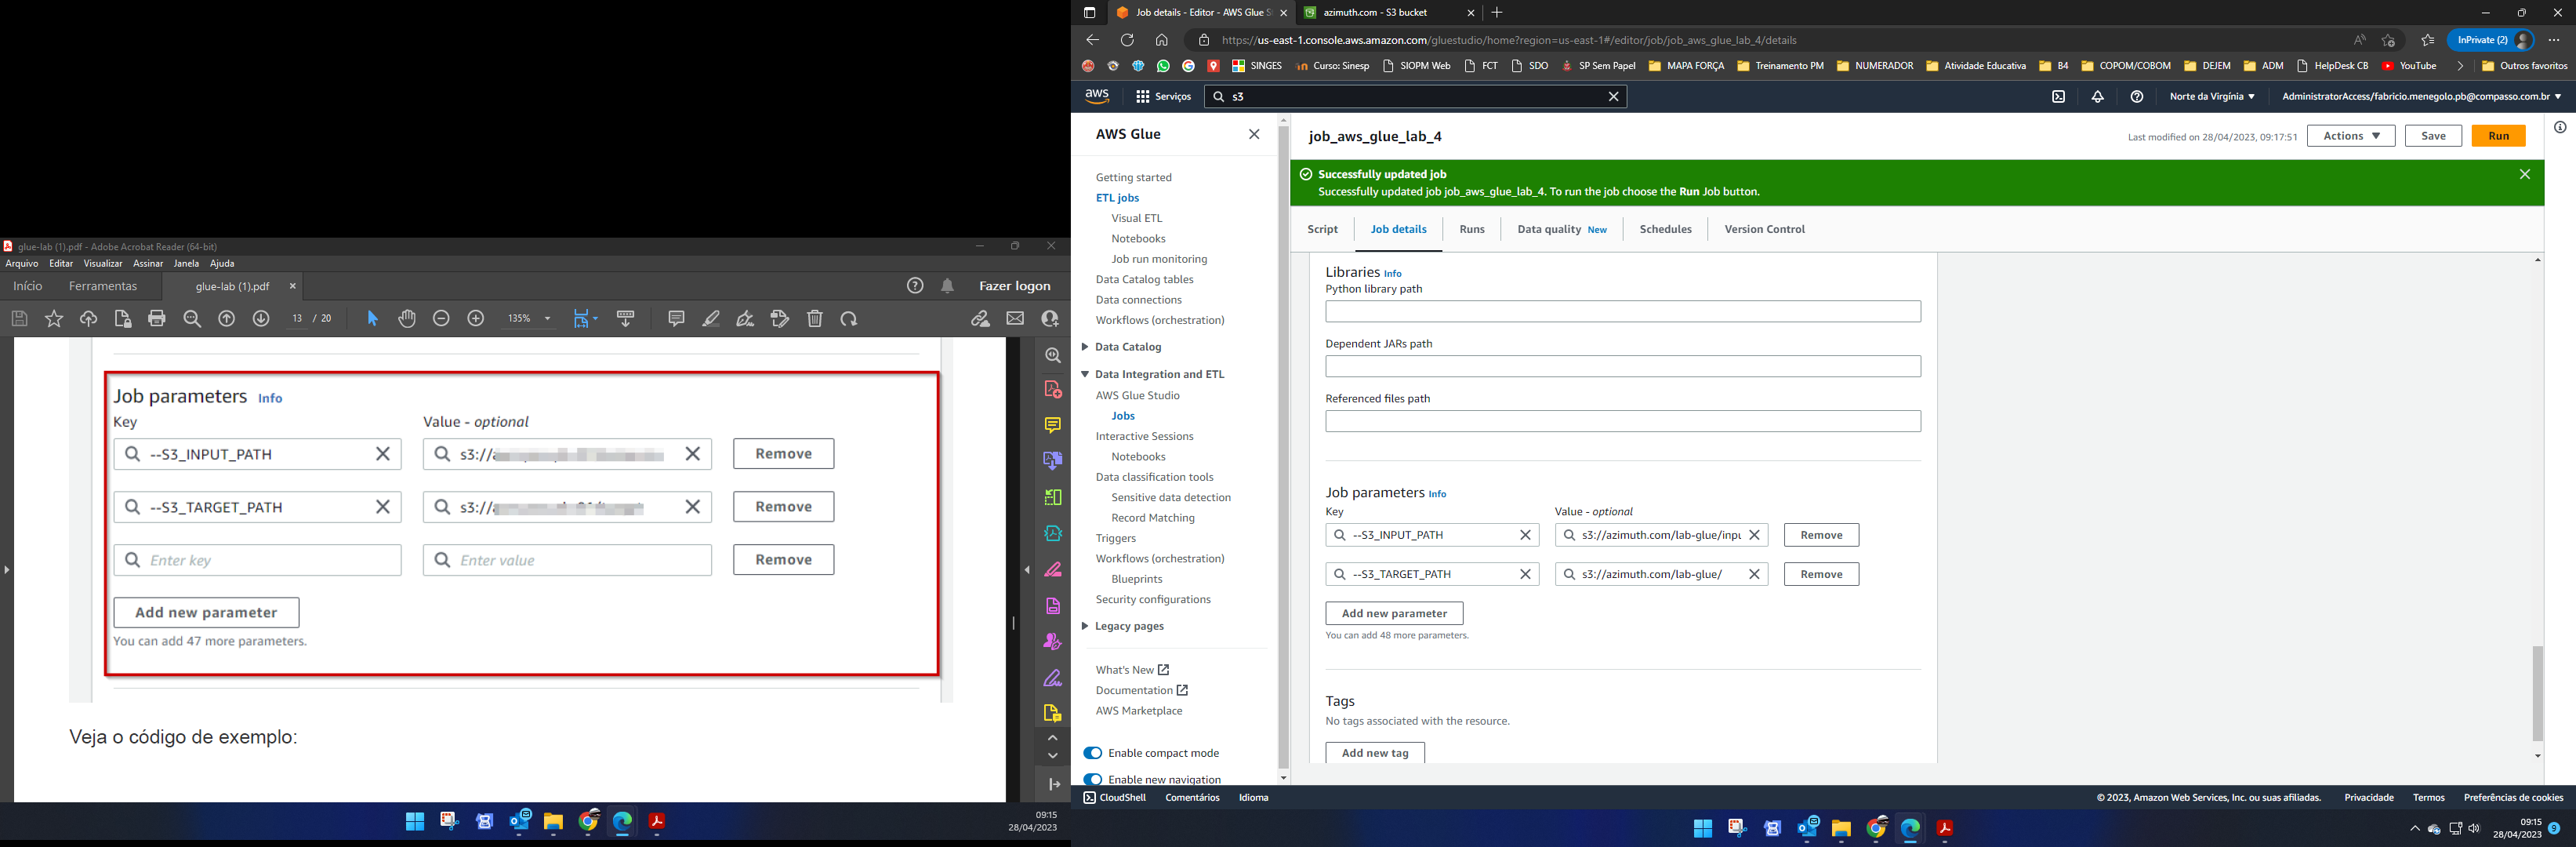 glue-lab (1).pdf - Adobe Acrobat Reader (64-bit)
Arquivo Editar Visualizar Assinar Janela Ajuda
Início Ferramentas glue-lab (1).pdf × Fazer logon
13 / 20 135%
Job parameters Info
Key Value - optional
--S3_INPUT_PATH s3:// Remove
--S3_TARGET_PATH s3:// Remove
Enter key Enter value Remove
Add new parameter
You can add 47 more parameters.
Veja o código de exemplo:
09:15
28/04/2023
Job details - Editor - AWS Glue S azimuth.com - S3 bucket
https://us-east-1.console.aws.amazon.com/gluestudio/home?region=us-east-1#/editor/job/job_aws_glue_lab_4/details InPrivate (2)
SINGES Curso: Sinesp SIOPM Web FCT SDO SP Sem Papel MAPA FORÇA Treinamento PM NUMERADOR Atividade Educativa B4 COPOM/COBOM DEJEM ADM HelpDesk CB YouTube Outros favoritos
aws Serviços s3 Norte da Virgínia AdministratorAccess/fabricio.menegolo.pb@compasso.com.br
AWS Glue
Getting started
ETL jobs
Visual ETL
Notebooks
Job run monitoring
Data Catalog tables
Data connections
Workflows (orchestration)
Data Catalog
Data Integration and ETL
AWS Glue Studio
Jobs
Interactive Sessions
Notebooks
Data classification tools
Sensitive data detection
Record Matching
Triggers
Workflows (orchestration)
Blueprints
Security configurations
Legacy pages
What's New
Documentation
AWS Marketplace
Enable compact mode
Enable new navigation
job_aws_glue_lab_4 Last modified on 28/04/2023, 09:17:51 Actions Save Run
Successfully updated job
Successfully updated job job_aws_glue_lab_4. To run the job choose the Run Job button.
Script Job details Runs Data quality New Schedules Version Control
Libraries Info
Python library path
Dependent JARs path
Referenced files path
Job parameters Info
Key Value - optional
--S3_INPUT_PATH s3://azimuth.com/lab-glue/inpu Remove
--S3_TARGET_PATH s3://azimuth.com/lab-glue/ Remove
Add new parameter
You can add 48 more parameters.
Tags
No tags associated with the resource.
Add new tag
CloudShell Comentários Idioma © 2023, Amazon Web Services, Inc. ou suas afiliadas. Privacidade Termos Preferências de cookies
09:15
28/04/2023 9